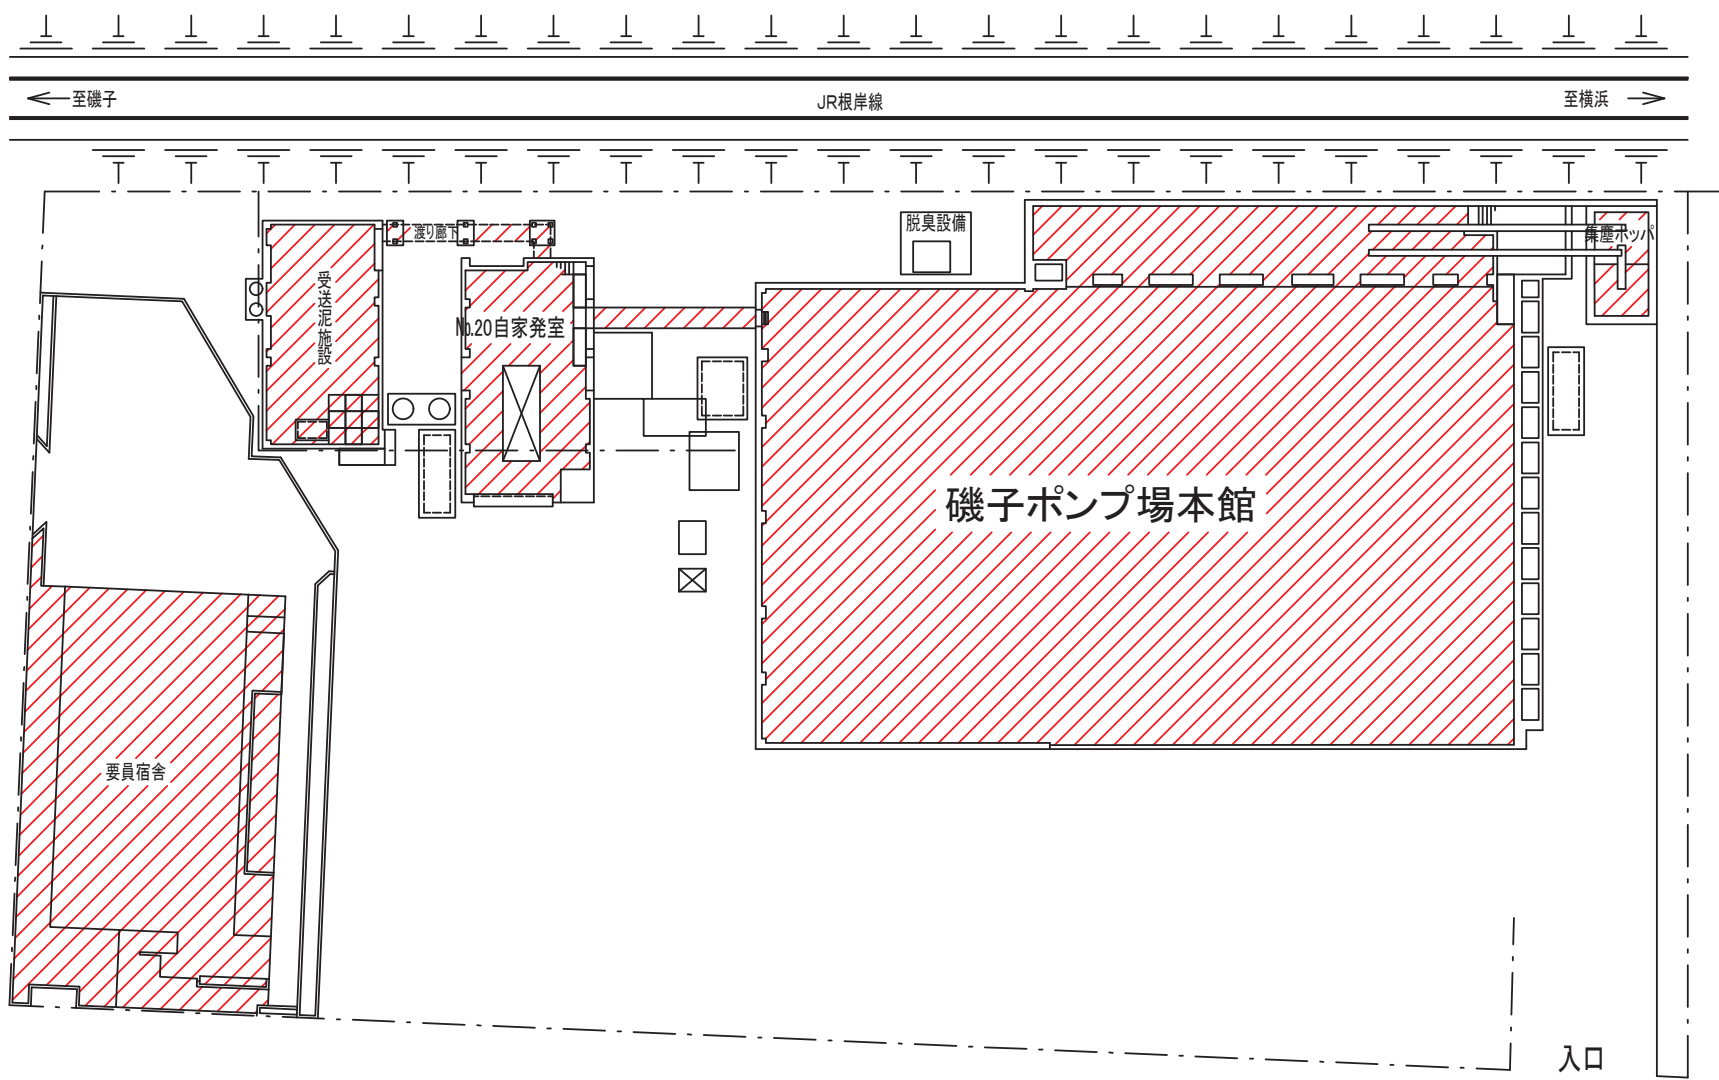 至磯子
JR根岸線
至横浜
渡り廊下
脱臭設備
集塵ホッパ
受送泥施設
No.20自家発室
磯子ポンプ場本館
要員宿舎
入口